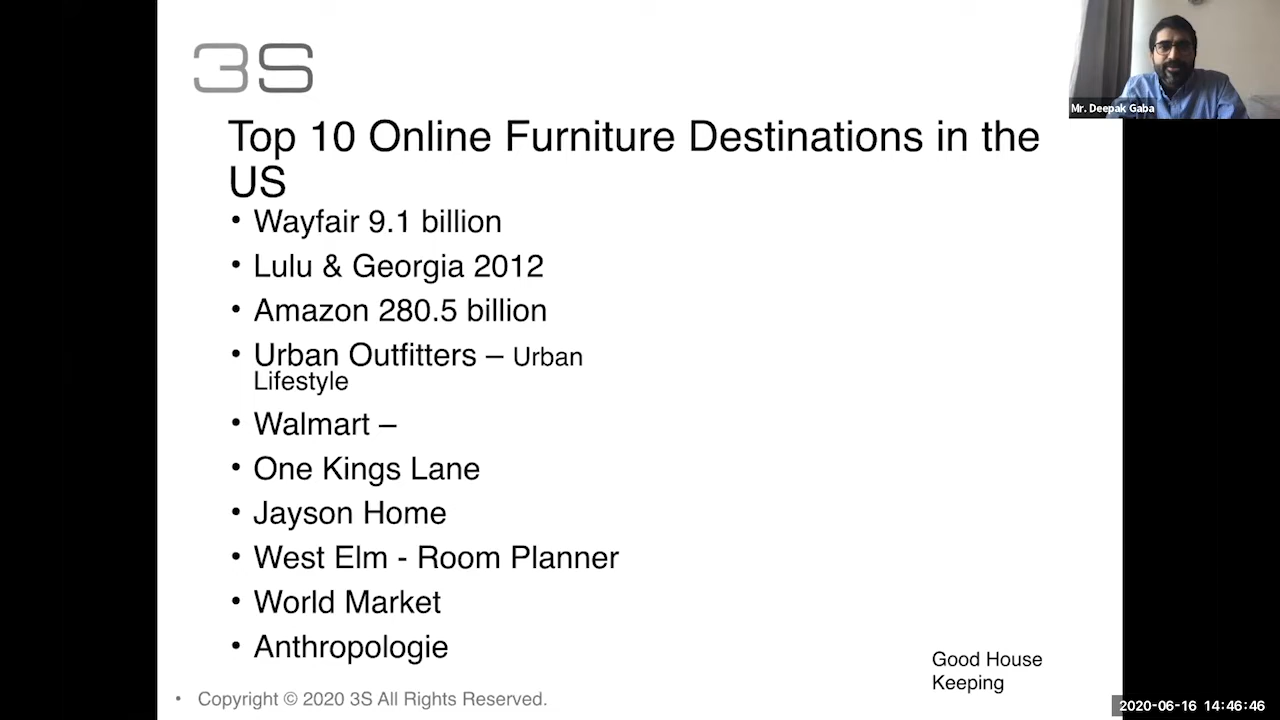 3S
Mr. Deepak Gaba
Top 10 Online Furniture Destinations in the
US
• Wayfair 9.1 billion
• Lulu & Georgia 2012
• Amazon 280.5 billion
• Urban Outfitters – Urban
Lifestyle
• Walmart –
• One Kings Lane
• Jayson Home
• West Elm - Room Planner
• World Market
• Anthropologie
Good House
Keeping
• Copyright © 2020 3S All Rights Reserved.
2020-06-16 14:46:46